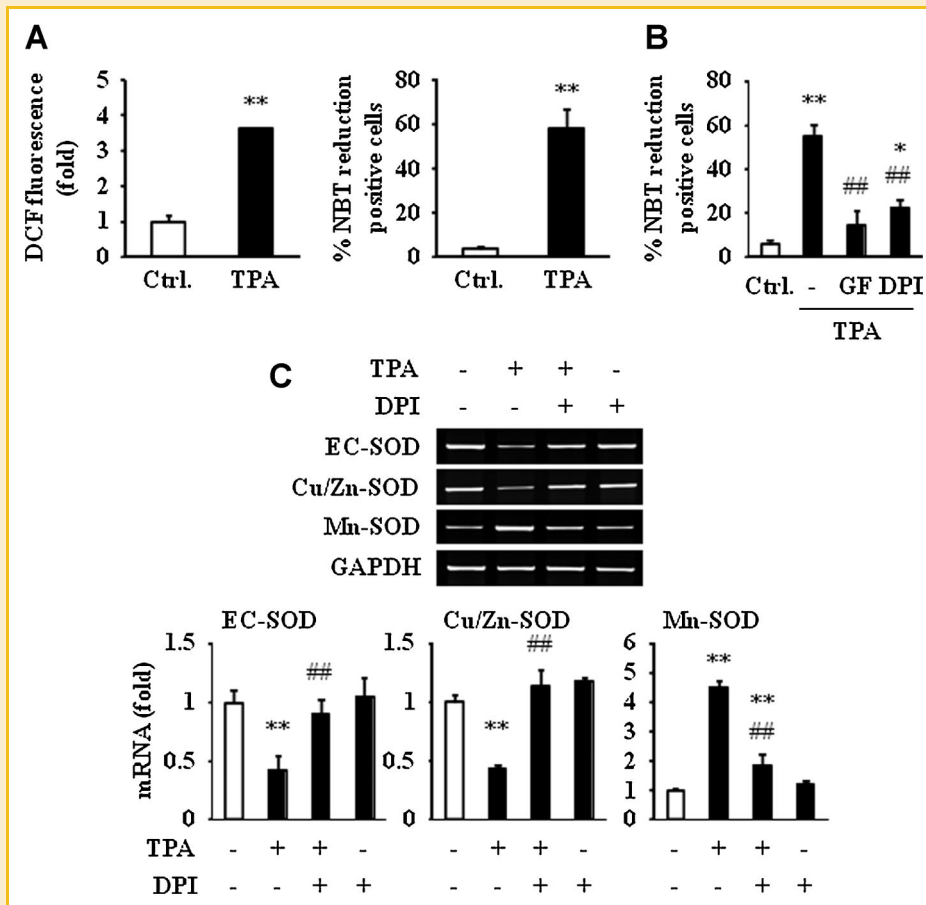 A
B
DCF fluorescence
(fold)
5
4
3
2
1
0
**
Ctrl. TPA
% NBT reduction
positive cells
80
60
40
20
0
**
Ctrl. TPA
% NBT reduction
positive cells
80
60
40
20
0
**
##
*
##
Ctrl. - GF DPI
TPA
C
TPA - + + -
DPI - - + +
EC-SOD
Cu/Zn-SOD
Mn-SOD
GAPDH
mRNA (fold)
EC-SOD
1.5
1
0.5
0
**
##
Cu/Zn-SOD
1.5
1
0.5
0
**
##
Mn-SOD
6
5
4
3
2
1
0
**
**
##
TPA - + + - - + + - - + + -
DPI - - + + - - + + - - + +